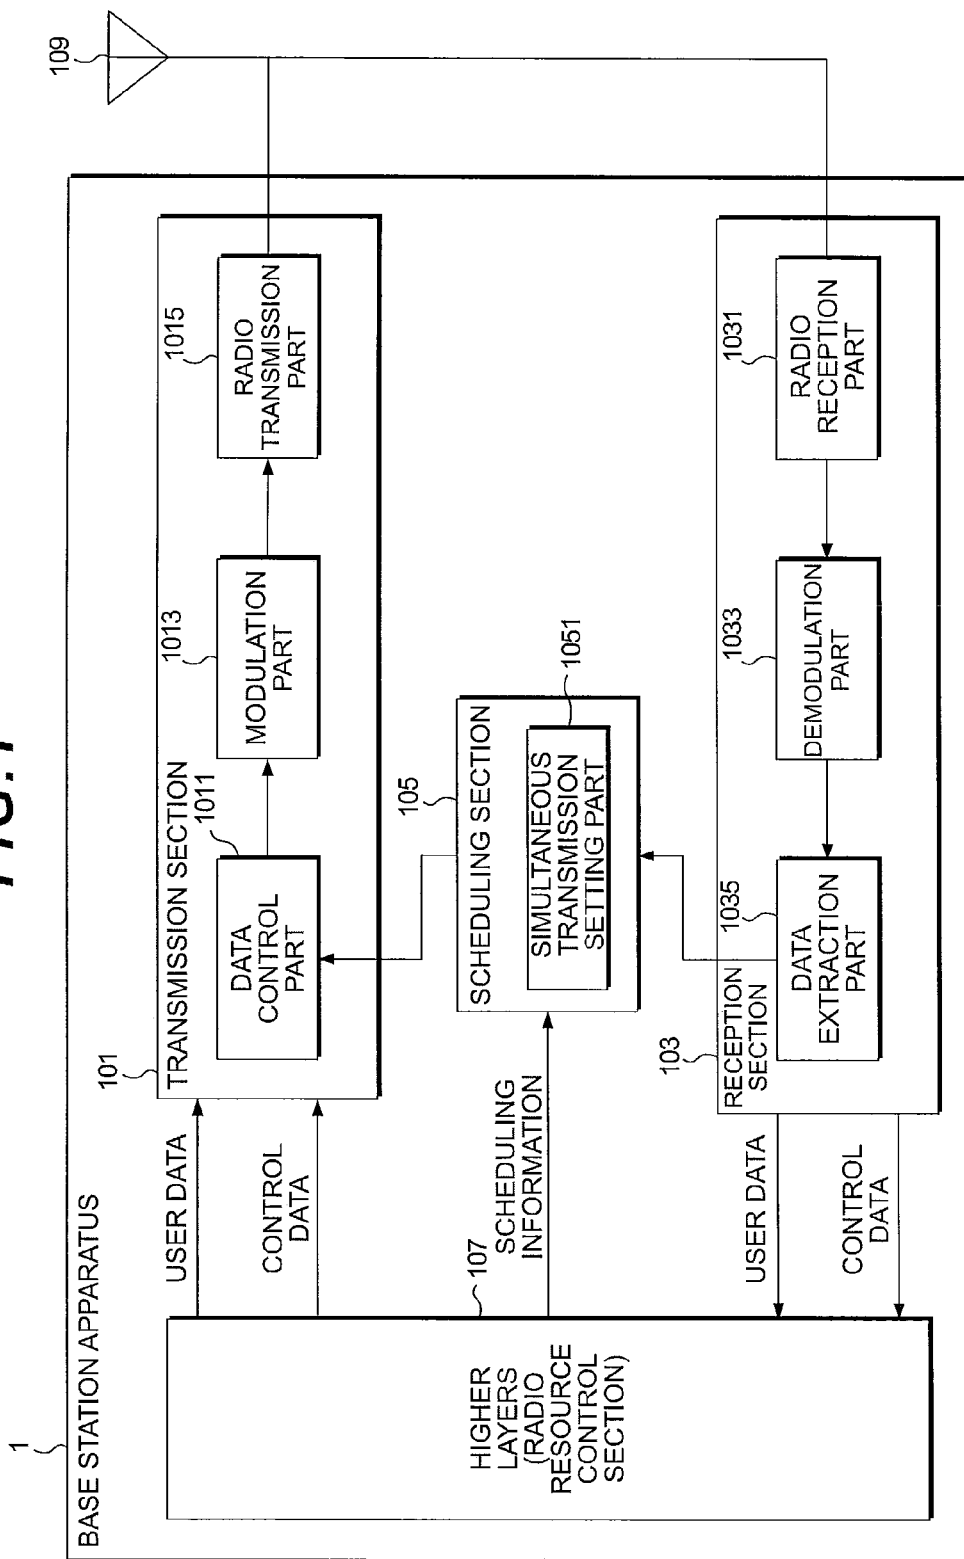 1
BASE STATION APPARATUS
109
101
TRANSMISSION SECTION
1011
DATA
CONTROL
PART
1013
MODULATION
PART
1015
RADIO
TRANSMISSION
PART
USER DATA
CONTROL
DATA
107
HIGHER
LAYERS
(RADIO
RESOURCE
CONTROL
SECTION)
SCHEDULING
INFORMATION
105
SCHEDULING SECTION
1051
SIMULTANEOUS
TRANSMISSION
SETTING PART
103
RECEPTION
SECTION
1035
DATA
EXTRACTION
PART
1033
DEMODULATION
PART
1031
RADIO
RECEPTION
PART
USER DATA
CONTROL
DATA